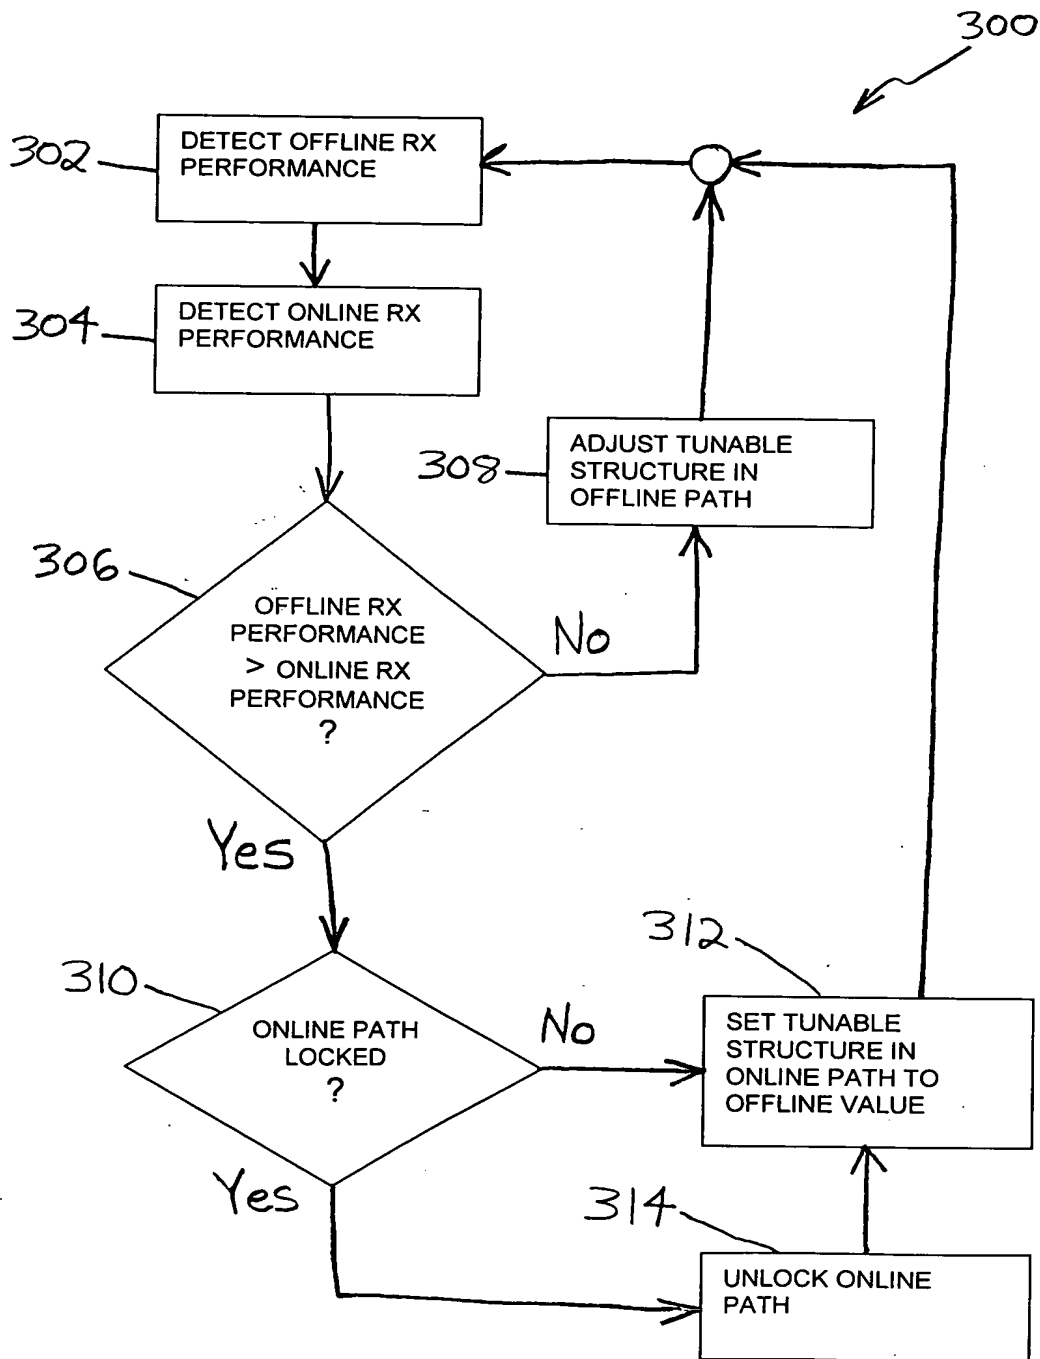 300
302
DETECT OFFLINE RX
PERFORMANCE
304
DETECT ONLINE RX
PERFORMANCE
308
ADJUST TUNABLE
STRUCTURE IN
OFFLINE PATH
306
OFFLINE RX
PERFORMANCE
> ONLINE RX
PERFORMANCE
?
No
Yes
310
ONLINE PATH
LOCKED
?
No
312
SET TUNABLE
STRUCTURE IN
ONLINE PATH TO
OFFLINE VALUE
Yes
314
UNLOCK ONLINE
PATH